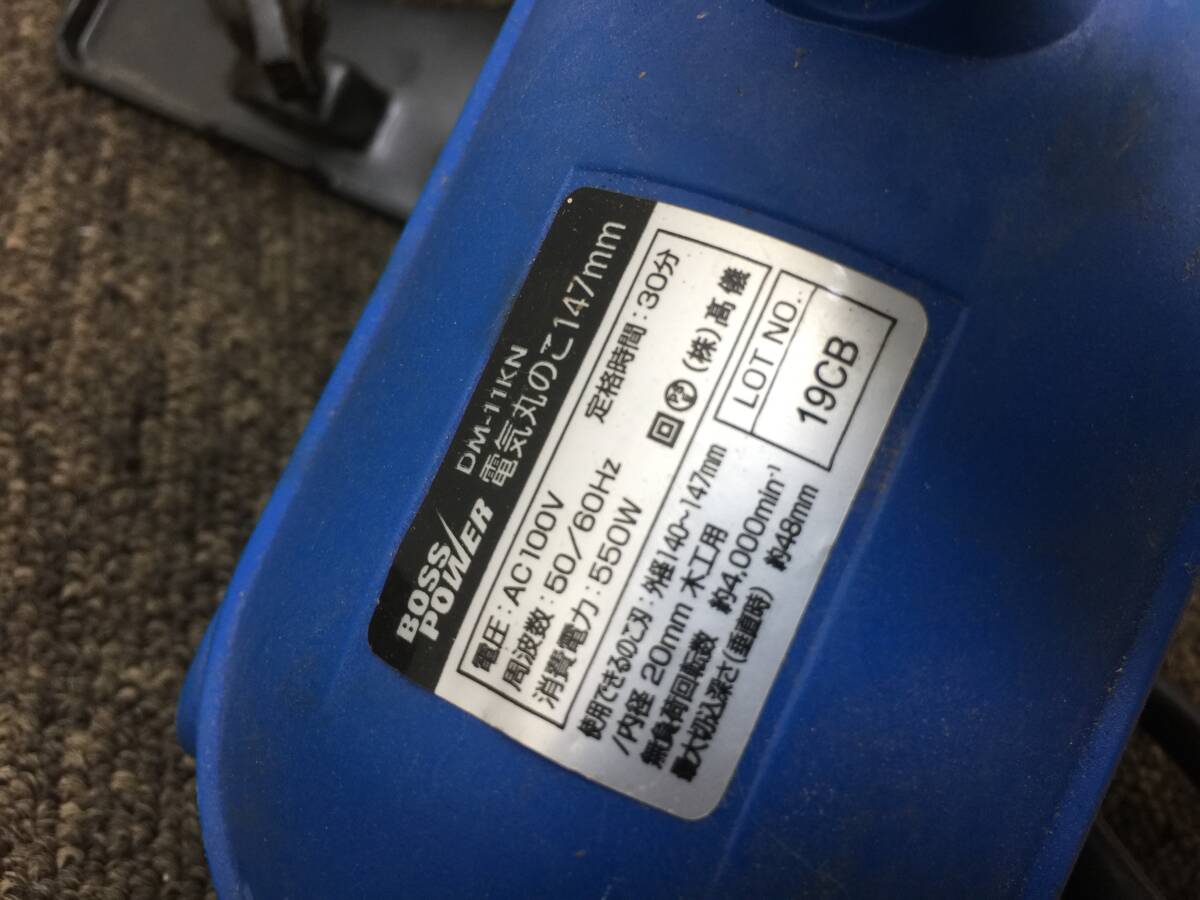 BOSS
POWER
DM-11KN
電気丸のこ147mm
電圧：AC100V
定格時間：30分
周波数：50/60Hz
消費電力：550W
回 PSE (株)髙儀
使用できるのこ刃：外径140~147mm
/内径 20mm 木工用
無負荷回転数 約4,000min⁻¹
最大切込深さ(垂直時) 約48mm
LOT NO.
19CB